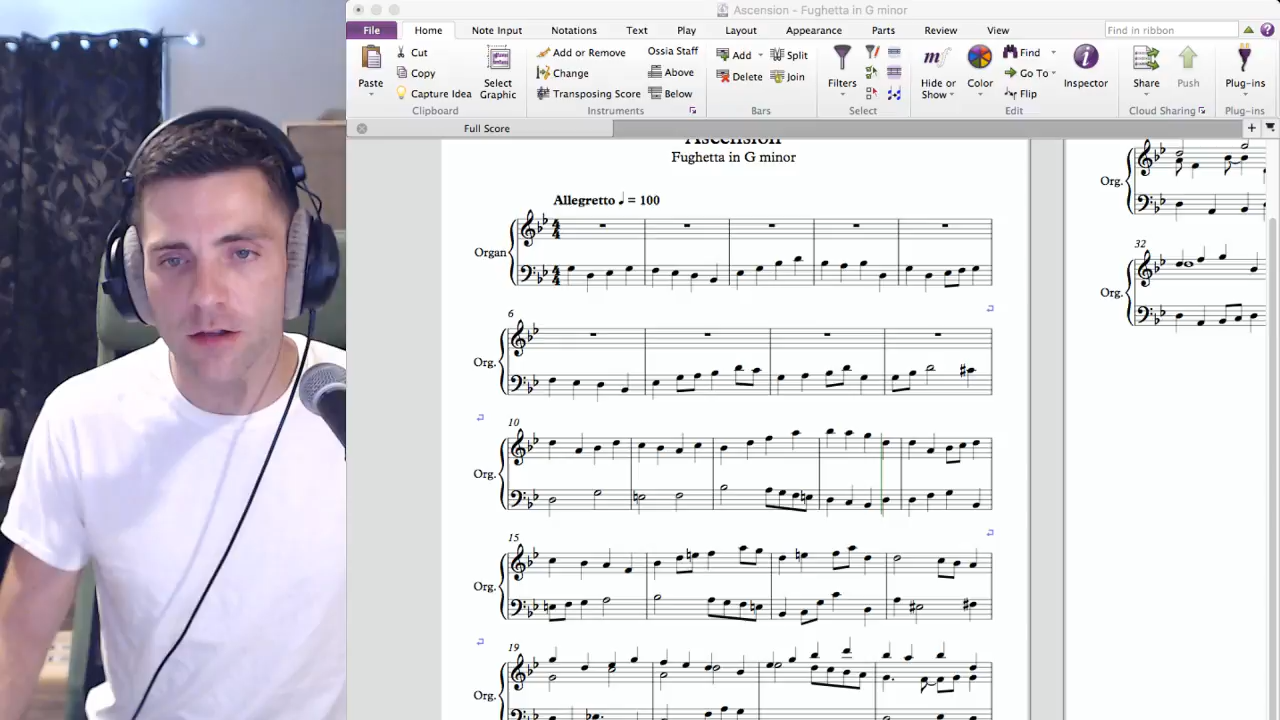 Ascension - Fughetta in G minor
File Home Note Input Notations Text Play Layout Appearance Parts Review View Find in ribbon
Paste Cut Copy Capture Idea Select Graphic Clipboard
Add or Remove Change Transposing Score Ossia Staff Above Below Instruments
Add Delete Split Join Bars
Filters Select
Hide or Show Color Find Go To Flip Inspector Edit
Share Push Cloud Sharing
Plug-ins Plug-ins
Full Score
Ascension
Fughetta in G minor
Allegretto = 100
Organ
6
Org.
10
Org.
15
Org.
19
Org.
Org.
32
Org.